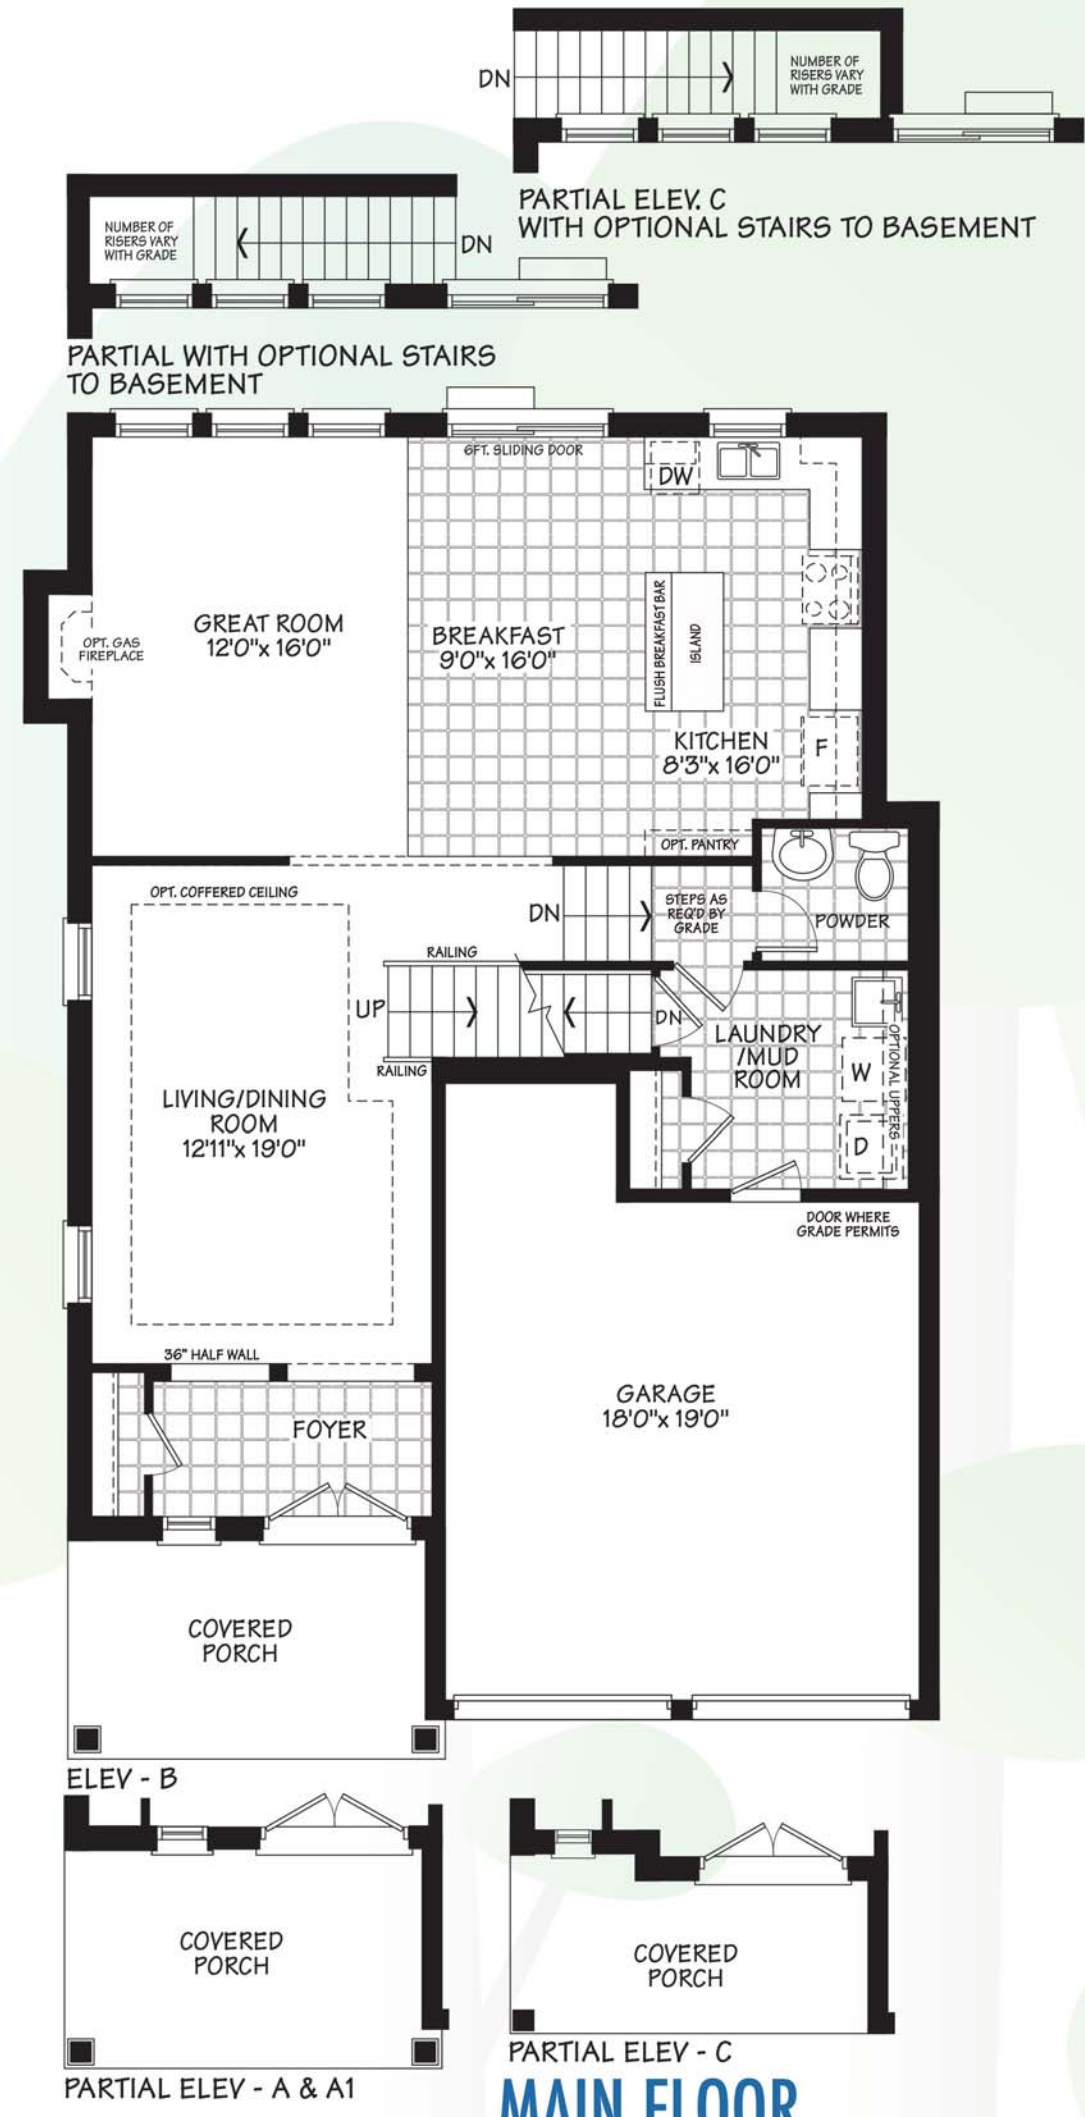 DN
NUMBER OF
RISERS VARY
WITH GRADE
PARTIAL ELEV. C
WITH OPTIONAL STAIRS TO BASEMENT
NUMBER OF
RISERS VARY
WITH GRADE
DN
PARTIAL WITH OPTIONAL STAIRS
TO BASEMENT
6FT. SLIDING DOOR
DW
GREAT ROOM
12'0"x 16'0"
OPT. GAS
FIREPLACE
BREAKFAST
9'0"x 16'0"
FLUSH BREAKFAST BAR
ISLAND
KITCHEN
8'3"x 16'0"
F
OPT. PANTRY
OPT. COFFERED CEILING
DN
STEPS AS
REQ'D BY
GRADE
POWDER
RAILING
UP
DN
RAILING
LAUNDRY
/MUD
ROOM
W
D
OPTIONAL UPPERS
LIVING/DINING
ROOM
12'11"x 19'0"
DOOR WHERE
GRADE PERMITS
36" HALF WALL
FOYER
GARAGE
18'0"x 19'0"
COVERED
PORCH
ELEV - B
COVERED
PORCH
PARTIAL ELEV - A & A1
COVERED
PORCH
PARTIAL ELEV - C
MAIN FLOOR